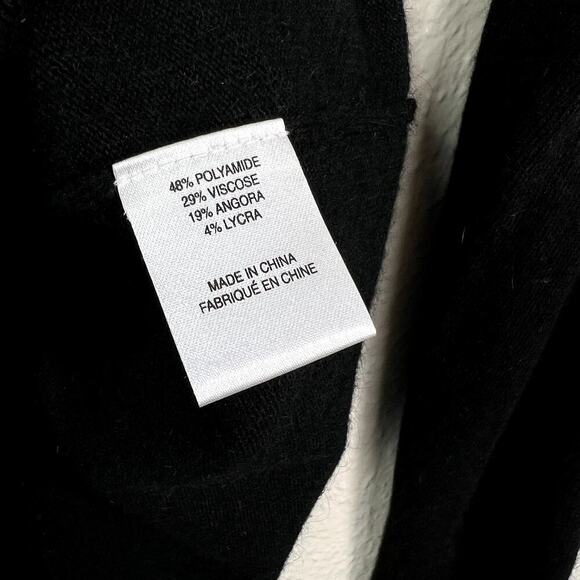 48% POLYAMIDE
29% VISCOSE
19% ANGORA
4% LYCRA
MADE IN CHINA
FABRIQUÉ EN CHINE